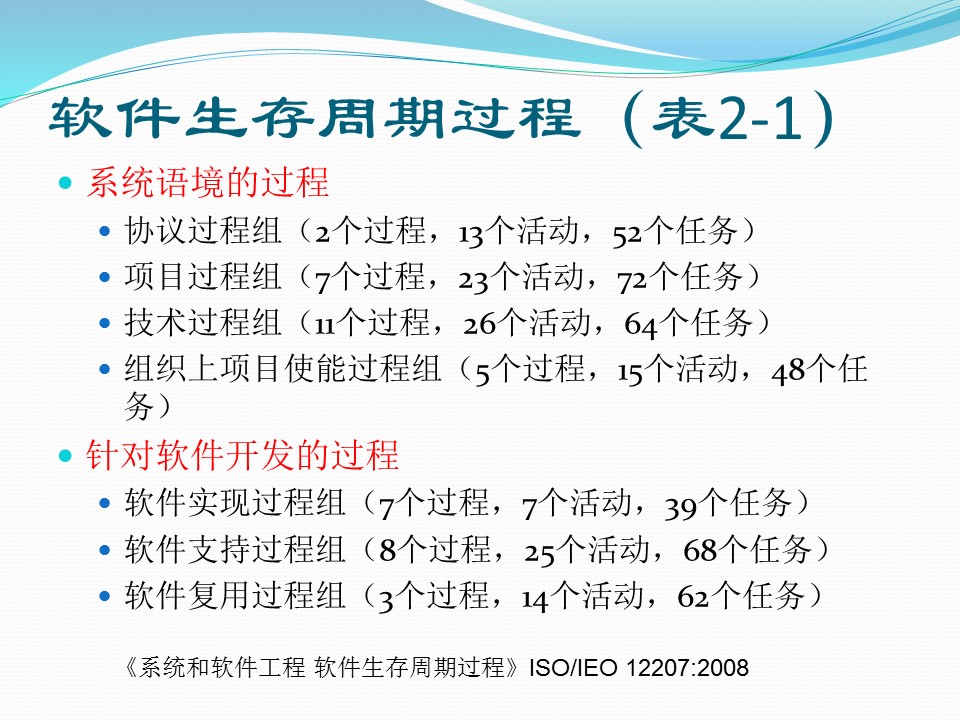 软件生存周期过程（表2-1）
系统语境的过程
协议过程组（2个过程，13个活动，52个任务）
项目过程组（7个过程，23个活动，72个任务）
技术过程组（11个过程，26个活动，64个任务）
组织上项目使能过程组（5个过程，15个活动，48个任
务）
针对软件开发的过程
软件实现过程组（7个过程，7个活动，39个任务）
软件支持过程组（8个过程，25个活动，68个任务）
软件复用过程组（3个过程，14个活动，62个任务）
《系统和软件工程 软件生存周期过程》ISO/IEO 12207:2008